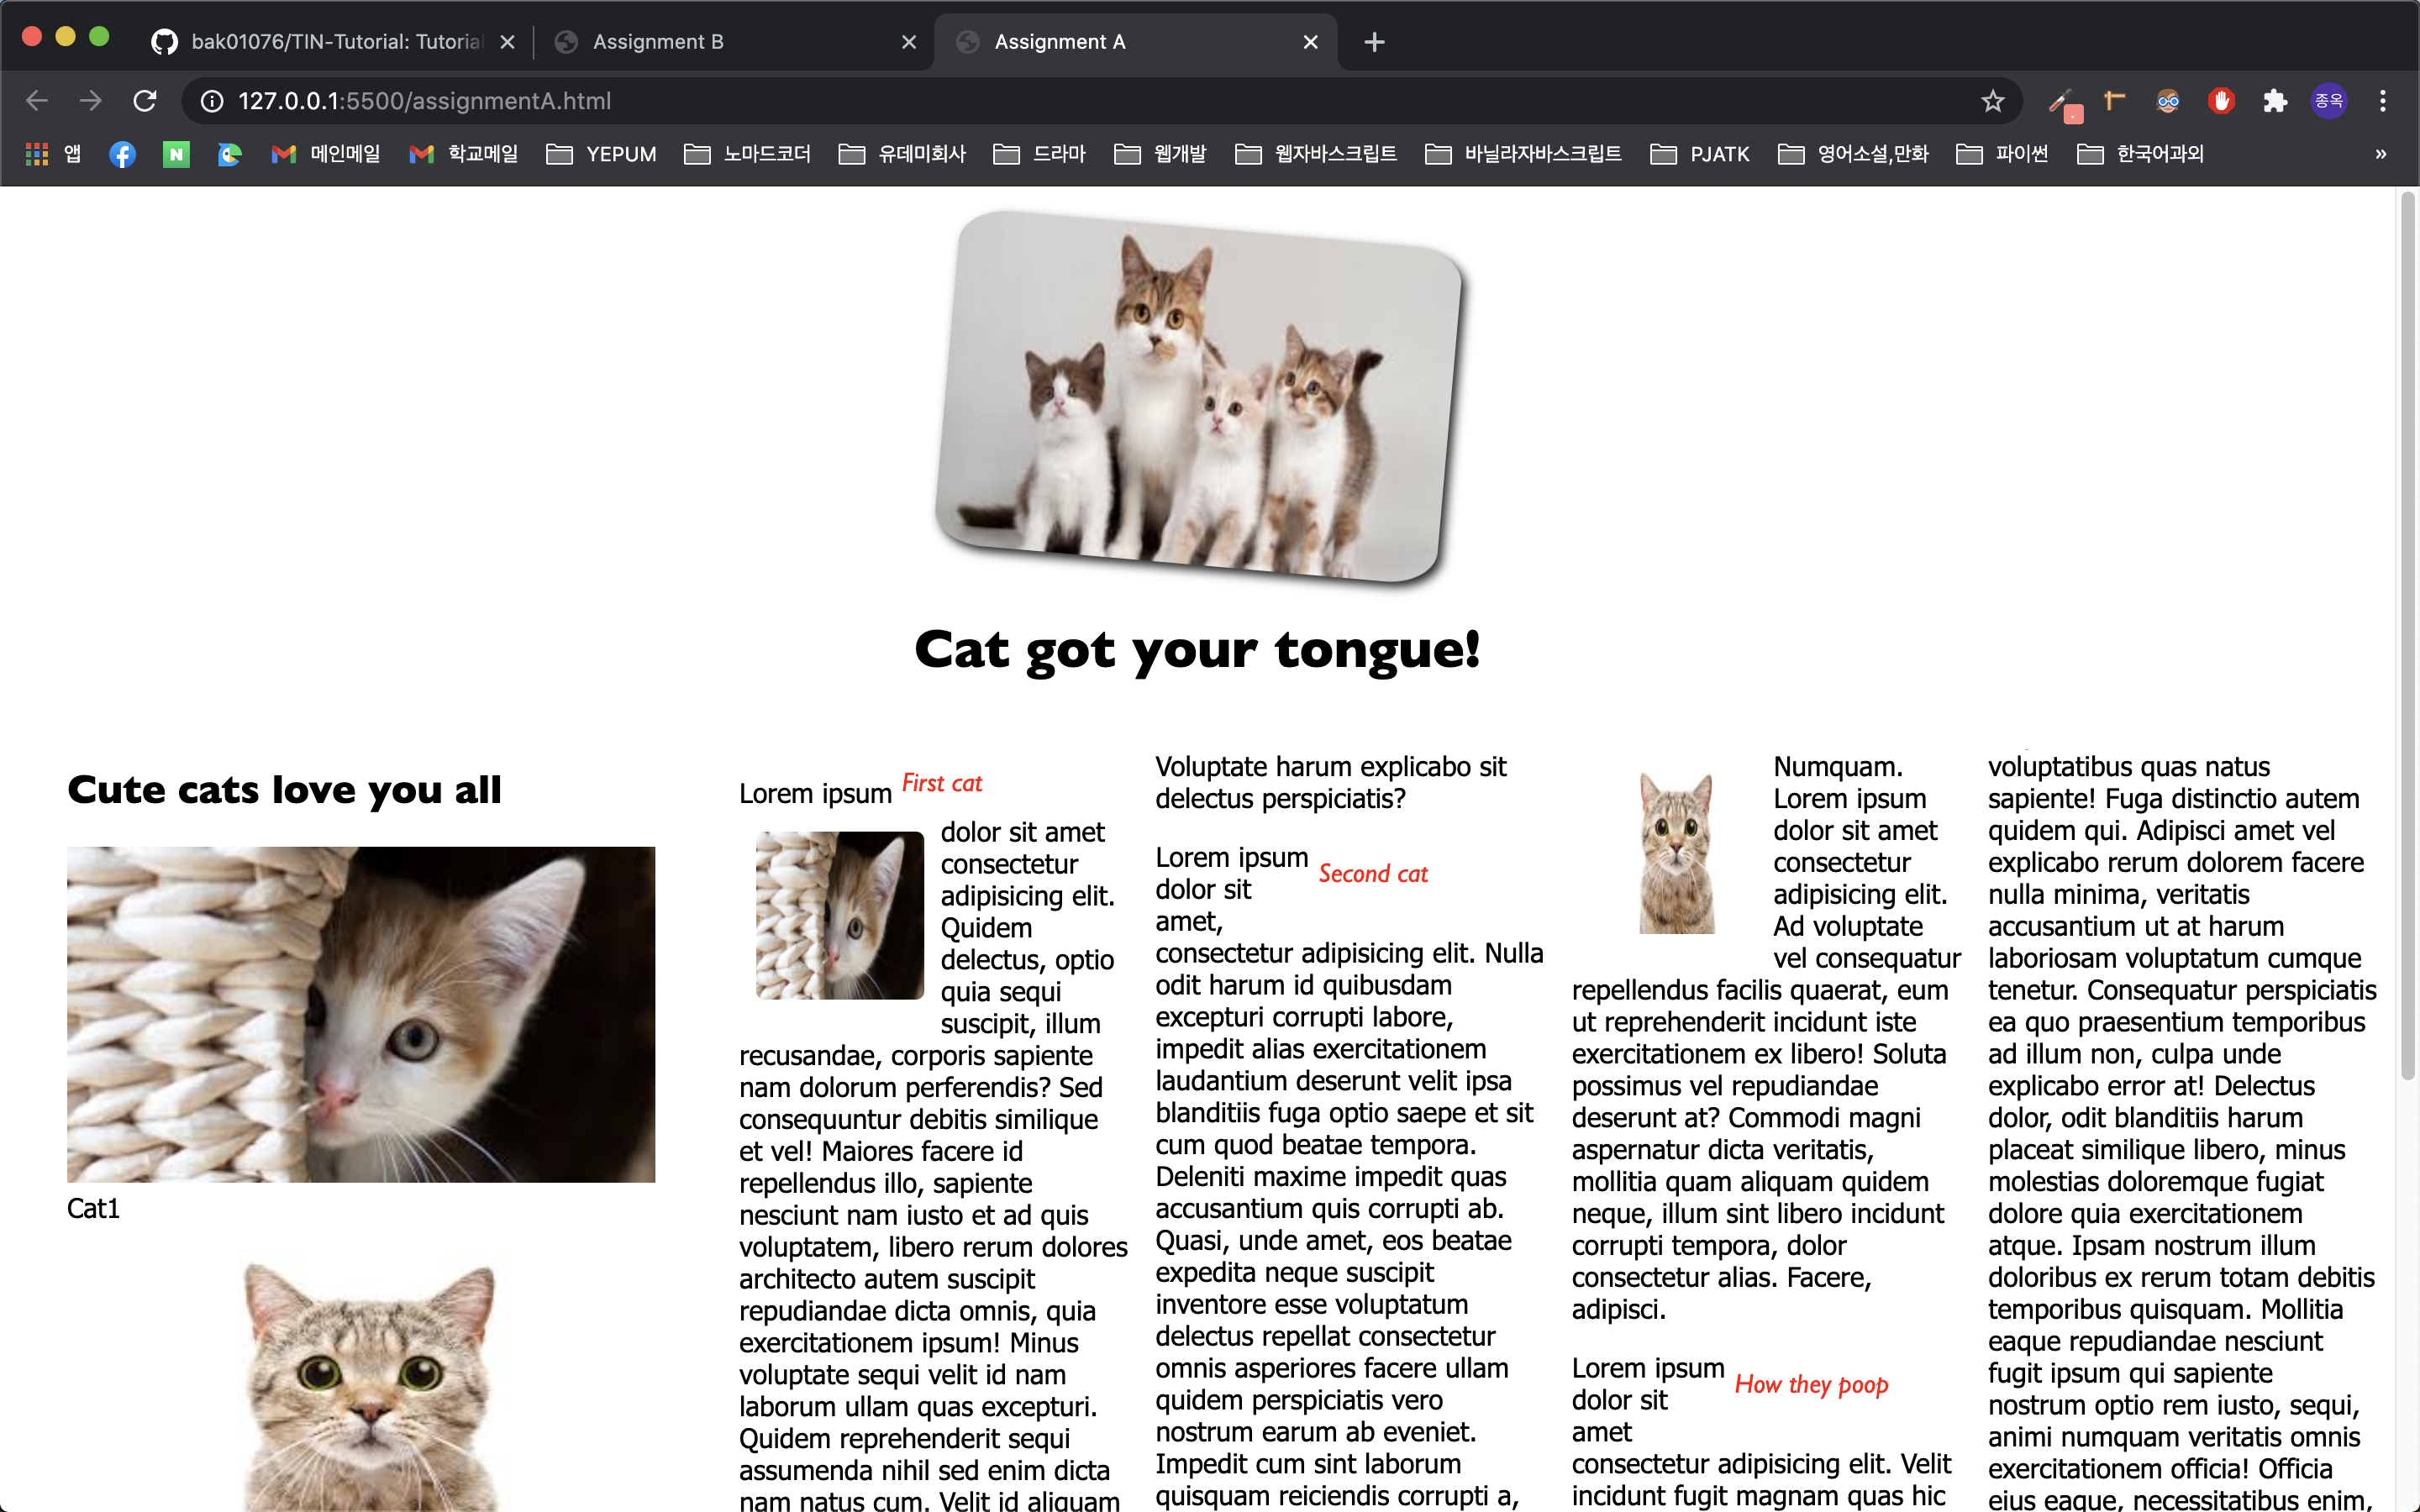 bak01076/TIN-Tutorial: Tutorial
Assignment B
Assignment A
127.0.0.1:5500/assignmentA.html
종옥
앱
메인메일
학교메일
YEPUM
노마드코더
유데미회사
드라마
웹개발
웹자바스크립트
바닐라자바스크립트
PJATK
영어소설,만화
파이썬
한국어과외
»
Cat got your tongue!
Cute cats love you all
Cat1
Lorem ipsum First cat
dolor sit amet
consectetur
adipisicing elit.
Quidem
delectus, optio
quia sequi
suscipit, illum
recusandae, corporis sapiente
nam dolorum perferendis? Sed
consequuntur debitis similique
et vel! Maiores facere id
repellendus illo, sapiente
nesciunt nam iusto et ad quis
voluptatem, libero rerum dolores
architecto autem suscipit
repudiandae dicta omnis, quia
exercitationem ipsum! Minus
voluptate sequi velit id nam
laborum ullam quas excepturi.
Quidem reprehenderit sequi
assumenda nihil sed enim dicta
nam natus cum. Velit id aliquam
Voluptate harum explicabo sit
delectus perspiciatis?
Lorem ipsum
Second cat
dolor sit
amet,
consectetur adipisicing elit. Nulla
odit harum id quibusdam
excepturi corrupti labore,
impedit alias exercitationem
laudantium deserunt velit ipsa
blanditiis fuga optio saepe et sit
cum quod beatae tempora.
Deleniti maxime impedit quas
accusantium quis corrupti ab.
Quasi, unde amet, eos beatae
expedita neque suscipit
inventore esse voluptatum
delectus repellat consectetur
omnis asperiores facere ullam
quidem perspiciatis vero
nostrum earum ab eveniet.
Impedit cum sint laborum
quisquam reiciendis corrupti a,
Numquam.
Lorem ipsum
dolor sit amet
consectetur
adipisicing elit.
Ad voluptate
vel consequatur
repellendus facilis quaerat, eum
ut reprehenderit incidunt iste
exercitationem ex libero! Soluta
possimus vel repudiandae
deserunt at? Commodi magni
aspernatur dicta veritatis,
mollitia quam aliquam quidem
neque, illum sint libero incidunt
corrupti tempora, dolor
consectetur alias. Facere,
adipisci.
Lorem ipsum
How they poop
dolor sit
amet
consectetur adipisicing elit. Velit
incidunt fugit magnam quas hic
voluptatibus quas natus
sapiente! Fuga distinctio autem
quidem qui. Adipisci amet vel
explicabo rerum dolorem facere
nulla minima, veritatis
accusantium ut at harum
laboriosam voluptatum cumque
tenetur. Consequatur perspiciatis
ea quo praesentium temporibus
ad illum non, culpa unde
explicabo error at! Delectus
dolor, odit blanditiis harum
placeat similique libero, minus
molestias doloremque fugiat
dolore quia exercitationem
atque. Ipsam nostrum illum
doloribus ex rerum totam debitis
temporibus quisquam. Mollitia
eaque repudiandae nesciunt
fugit ipsum qui sapiente
nostrum optio rem iusto, sequi,
animi numquam veritatis omnis
exercitationem officia! Officia
eius eaque, necessitatibus enim,